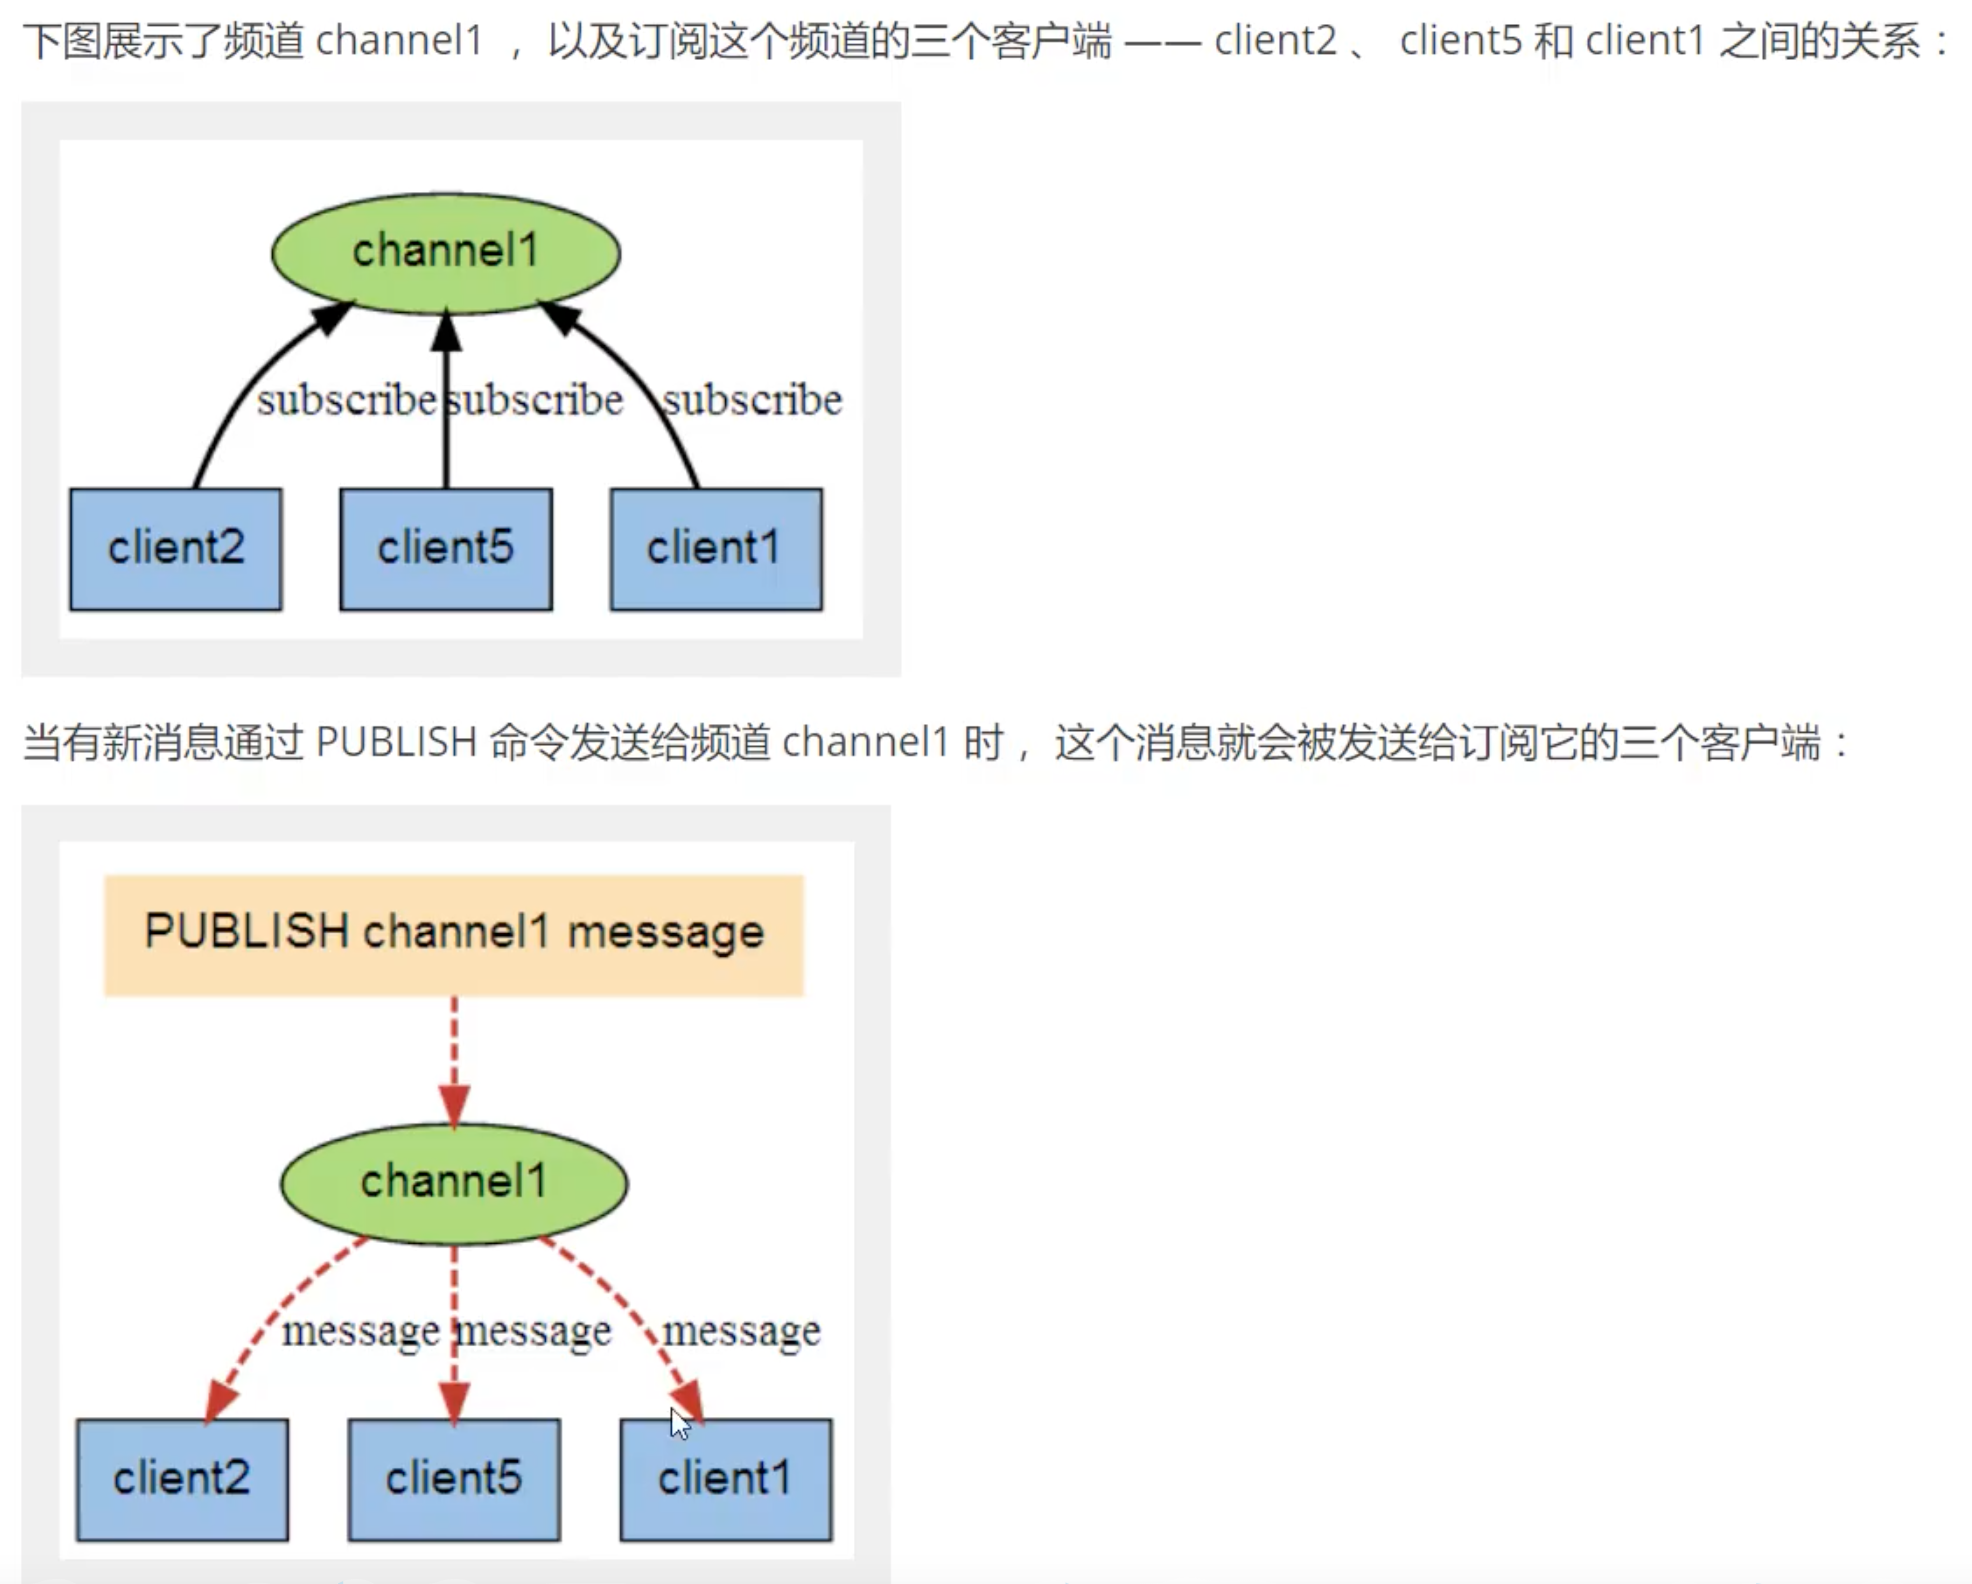 下图展示了频道 channel1 ，以及订阅这个频道的三个客户端 —— client2 、 client5 和 client1 之间的关系：
channel1
subscribe subscribe subscribe
client2 client5 client1
当有新消息通过 PUBLISH 命令发送给频道 channel1 时，这个消息就会被发送给订阅它的三个客户端：
PUBLISH channel1 message
channel1
message message message
client2 client5 client1